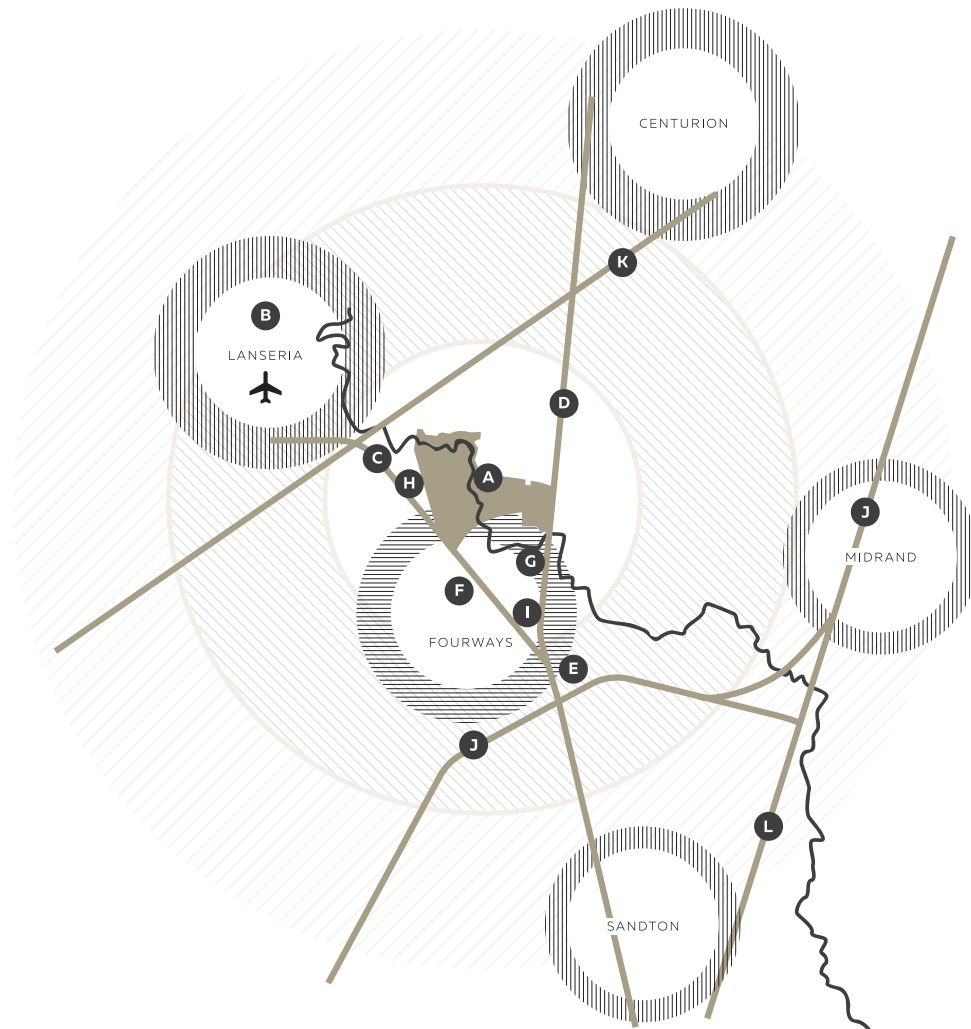 CENTURION
K
B
LANSERIA
D
C
A
H
J
MIDRAND
G
F
I
FOURWAYS
E
J
L
SANDTON